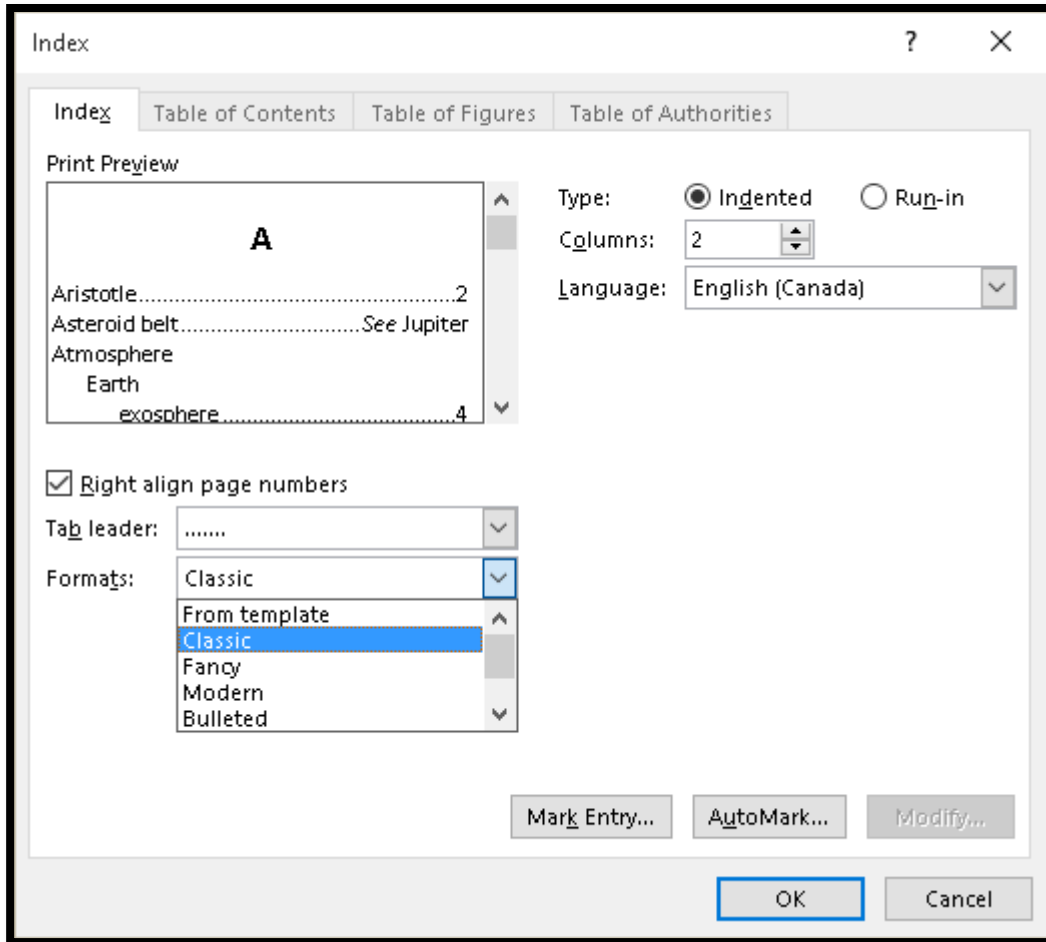 Index ?
Index Table of Contents Table of Figures Table of Authorities
Print Preview
A
Aristotle..............................................2
Asteroid belt..........................See Jupiter
Atmosphere
Earth
exosphere..................................4
Type: Indented Run-in
Columns: 2
Language: English (Canada)
Right align page numbers
Tab leader: .......
Formats: Classic
From template
Classic
Fancy
Modern
Bulleted
Mark Entry... AutoMark... Modify...
OK Cancel